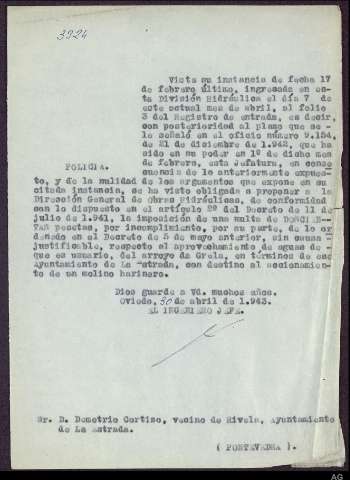 3924
Vista su instancia de fecha 17
de febrero último, ingresada en es-
ta División Hidráulica el día 7 de
este actual mes de abril, al folio
3 del Registro de entrada, es decir,
con posterioridad al plazo que se
le señaló en el oficio número 9.154,
de 21 de diciembre de 1.942, que ha
sido en su poder en 1º de dicho mes
de febrero, esta Jefatura, en conse
cuencia de lo anteriormente expues-
POLICIA.
to, y de la nulidad de los argumentos que expone en su
citada instancia, se ha visto obligada a proponer a la
Dirección General de Obras Hidráulicas, de conformidad
con lo dispuesto en el artículo 2º del Decreto de 11 de
julio de 1.941, la imposición de una multa de DOSCIEN-
TAS pesetas, por incumplimiento, por su parte, de lo or
denado en el Decreto de 5 de mayo anterior, sin causa
justificable, respecto al aprovechamiento de aguas de
que es usuario, del arroyo da Grela, en términos de ese
Ayuntamiento de La Estrada, con destino al accionamien-
to de un molino harinero.
Dios guarde a Vd. muchos años.
Oviedo, 30 de abril de 1.943.
EL INGENIERO JEFE.
Sr. D. Demetrio Cortizo, vecino de Rivela, Ayuntamiento
de La Estrada.
( PONTEVEDRA ).
AG